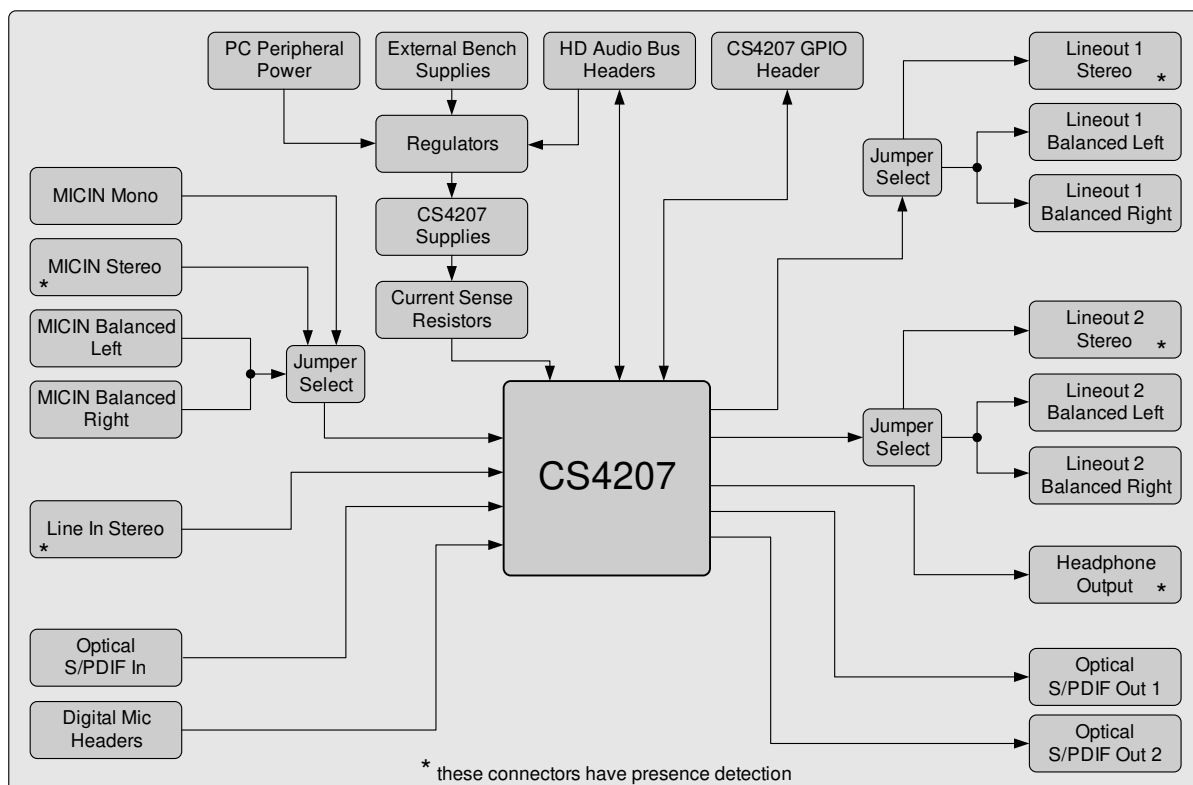 PC Peripheral
Power
External Bench
Supplies
HD Audio Bus
Headers
CS4207 GPIO
Header
Regulators
CS4207
Supplies
Current Sense
Resistors
MICIN Mono
MICIN Stereo
*
MICIN Balanced
Left
MICIN Balanced
Right
Jumper
Select
Line In Stereo
*
Optical
S/PDIF In
Digital Mic
Headers
CS4207
Jumper
Select
Lineout 1
Stereo *
Lineout 1
Balanced Left
Lineout 1
Balanced Right
Jumper
Select
Lineout 2
Stereo *
Lineout 2
Balanced Left
Lineout 2
Balanced Right
Headphone
Output *
Optical
S/PDIF Out 1
Optical
S/PDIF Out 2
* these connectors have presence detection